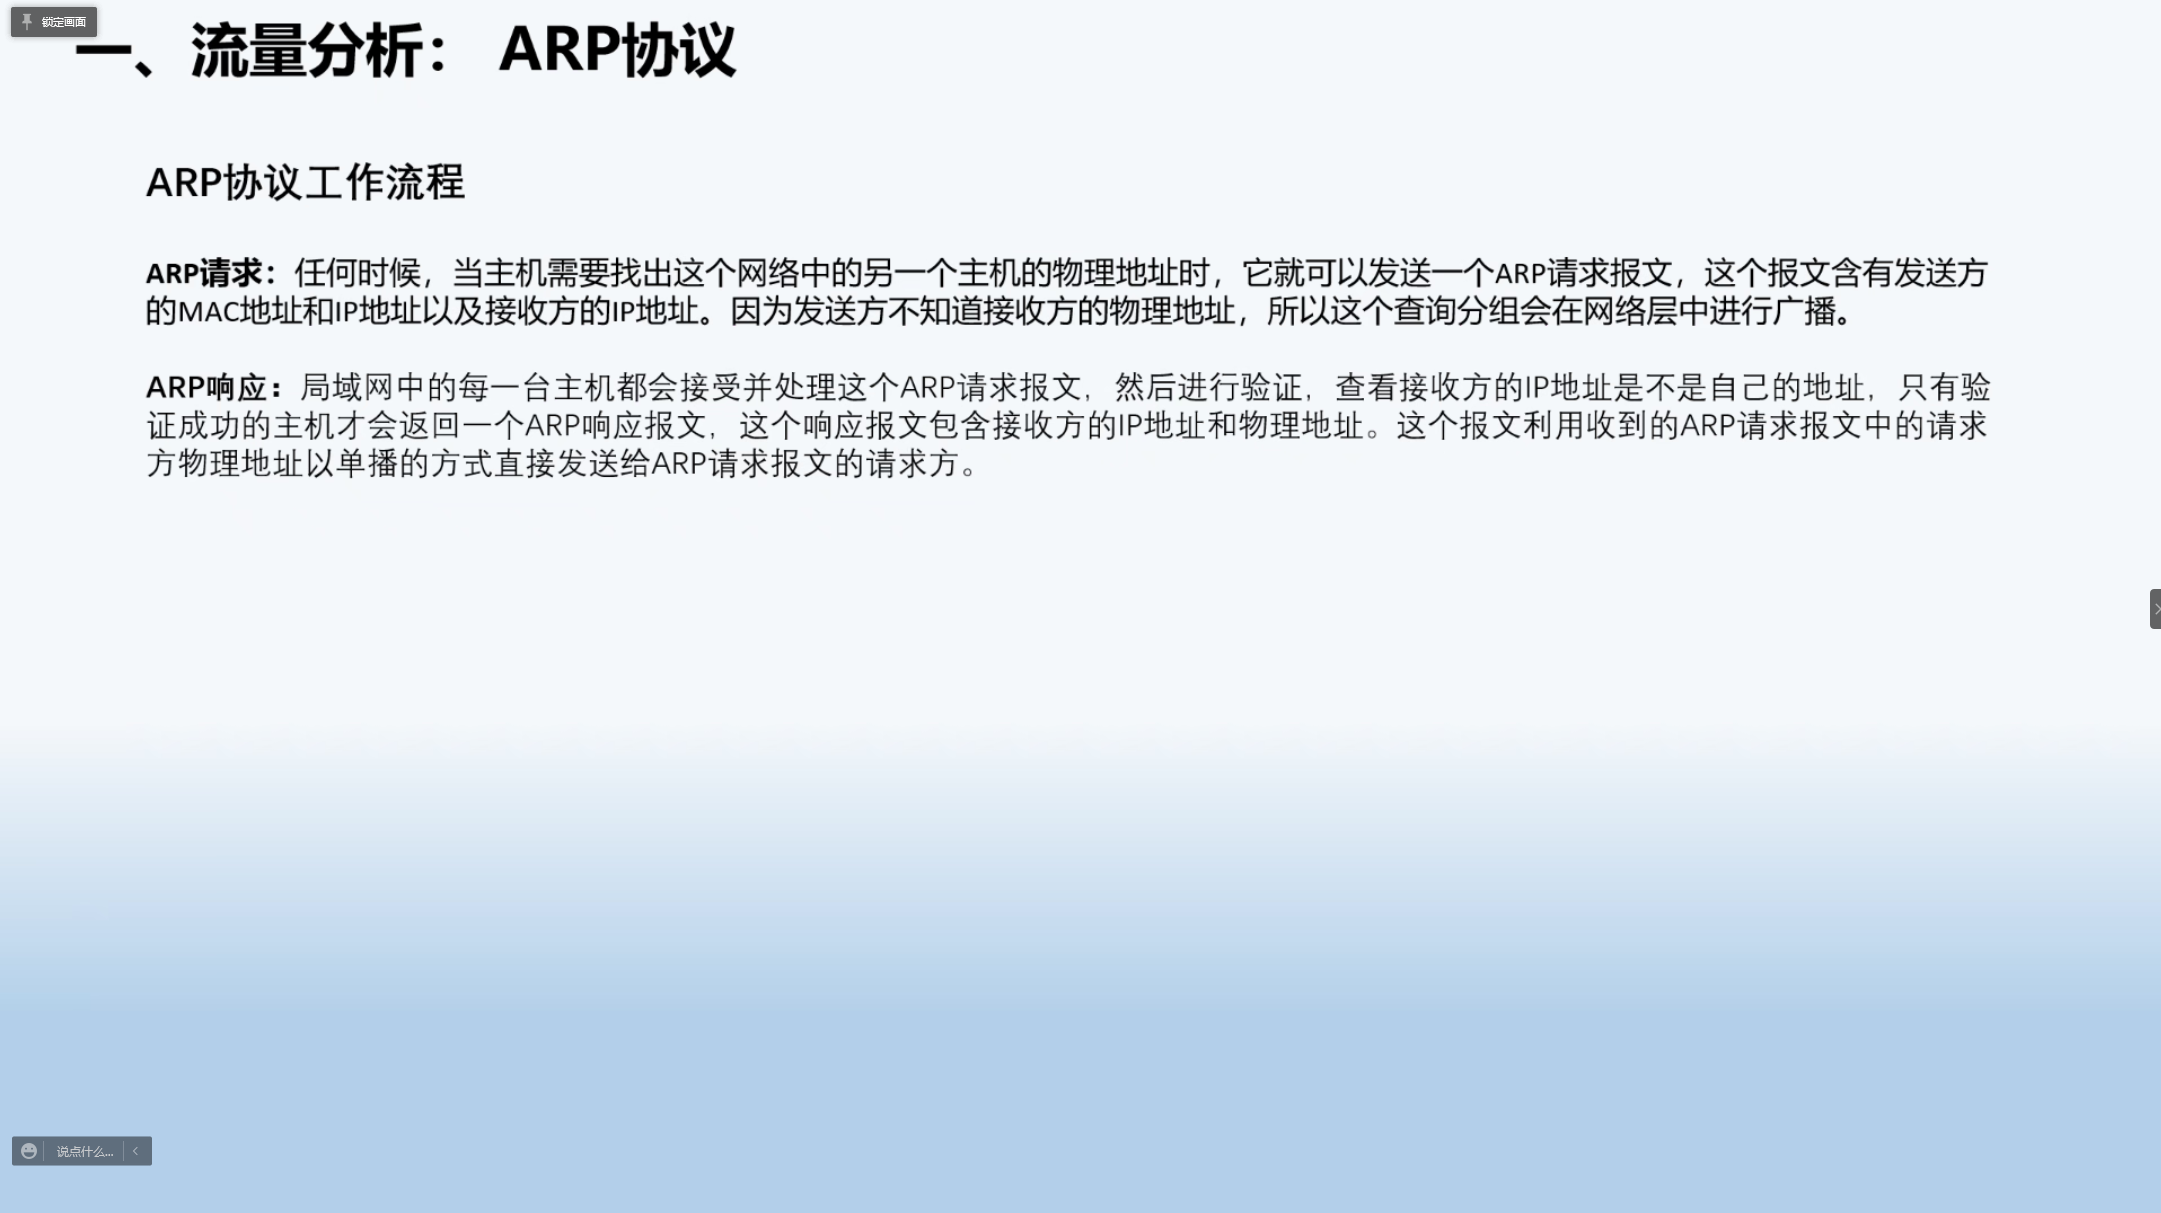 锁定画面
一、流量分析： ARP协议
ARP协议工作流程
ARP请求：任何时候，当主机需要找出这个网络中的另一个主机的物理地址时，它就可以发送一个ARP请求报文，这个报文含有发送方
的MAC地址和IP地址以及接收方的IP地址。因为发送方不知道接收方的物理地址，所以这个查询分组会在网络层中进行广播。
ARP响应：局域网中的每一台主机都会接受并处理这个ARP请求报文，然后进行验证，查看接收方的IP地址是不是自己的地址，只有验
证成功的主机才会返回一个ARP响应报文，这个响应报文包含接收方的IP地址和物理地址。这个报文利用收到的ARP请求报文中的请求
方物理地址以单播的方式直接发送给ARP请求报文的请求方。
说点什么...